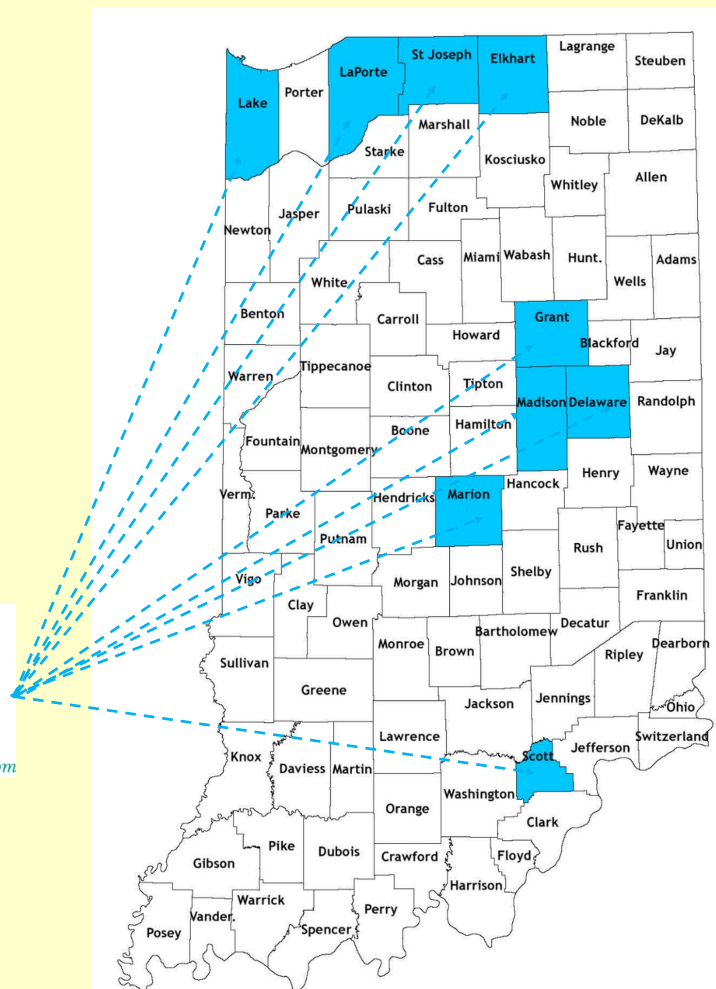 Lagrange
St Joseph
Elkhart
Steuben
LaPorte
Porter
Lake
Marshall
Noble
DeKalb
Starke
Kosciusko
Whitley
Allen
Newton
Jasper
Pulaski
Fulton
Cass
Miami
Wabash
Hunt.
Adams
Wells
White
Benton
Carroll
Grant
Howard
Blackford
Jay
Warren
Tippecanoe
Clinton
Tipton
Madison
Delaware
Randolph
Fountain
Montgomery
Boone
Hamilton
Verm.
Parke
Hendricks
Marion
Hancock
Henry
Wayne
Putnam
Fayette
Union
Rush
Vigo
Morgan
Johnson
Shelby
Clay
Owen
Franklin
Decatur
Bartholomew
Monroe
Brown
Dearborn
Ripley
Sullivan
Greene
Jackson
Jennings
Ohio
Switzerland
Lawrence
Knox
Daviess
Martin
Scott
Jefferson
om
Washington
Orange
Clark
Pike
Dubois
Crawford
Floyd
Gibson
Harrison
Warrick
Vander.
Perry
Posey
Spencer